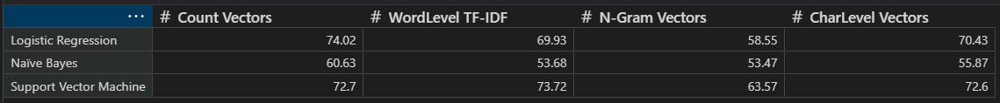 ... # Count Vectors # WordLevel TF-IDF # N-Gram Vectors # CharLevel Vectors
Logistic Regression 74.02 69.93 58.55 70.43
Naïve Bayes 60.63 53.68 53.47 55.87
Support Vector Machine 72.7 73.72 63.57 72.6